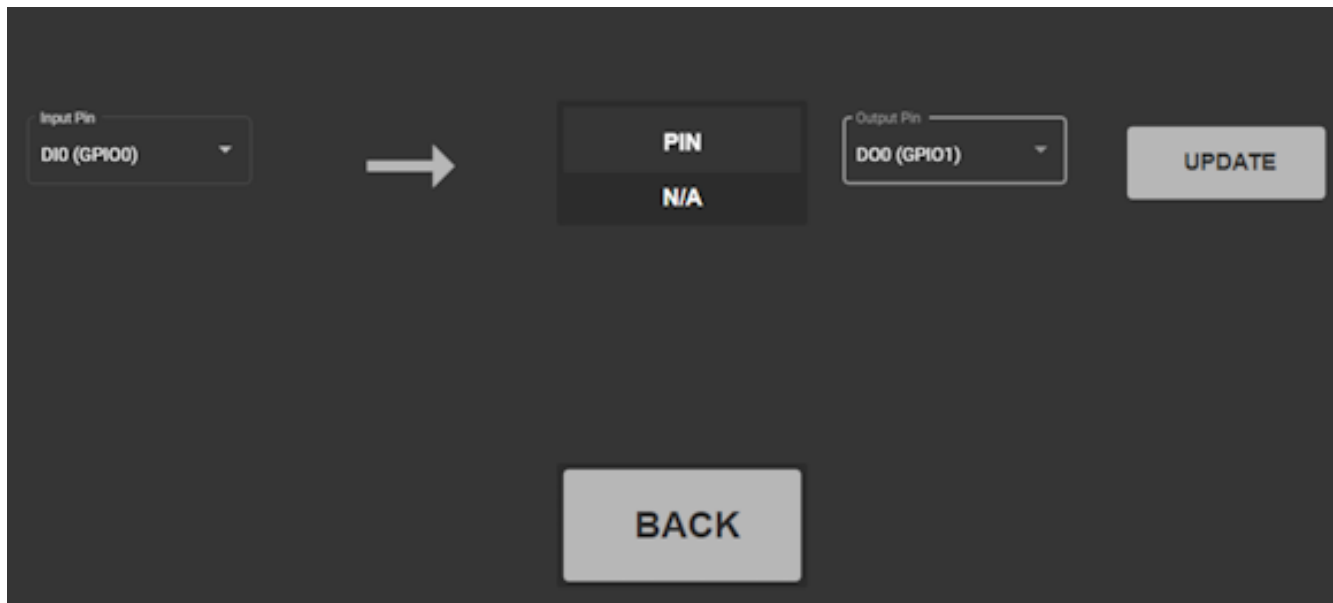 Input Pin
DI0 (GPIO0)
PIN
N/A
Output Pin
DO0 (GPIO1)
UPDATE
BACK